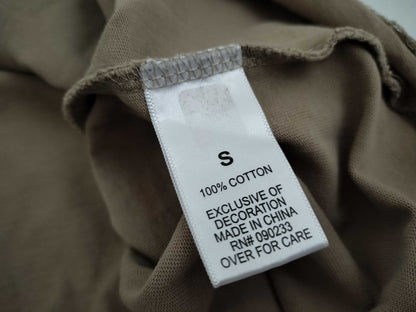 S
100% COTTON
EXCLUSIVE OF
DECORATION
MADE IN CHINA
RN# 090233
OVER FOR CARE